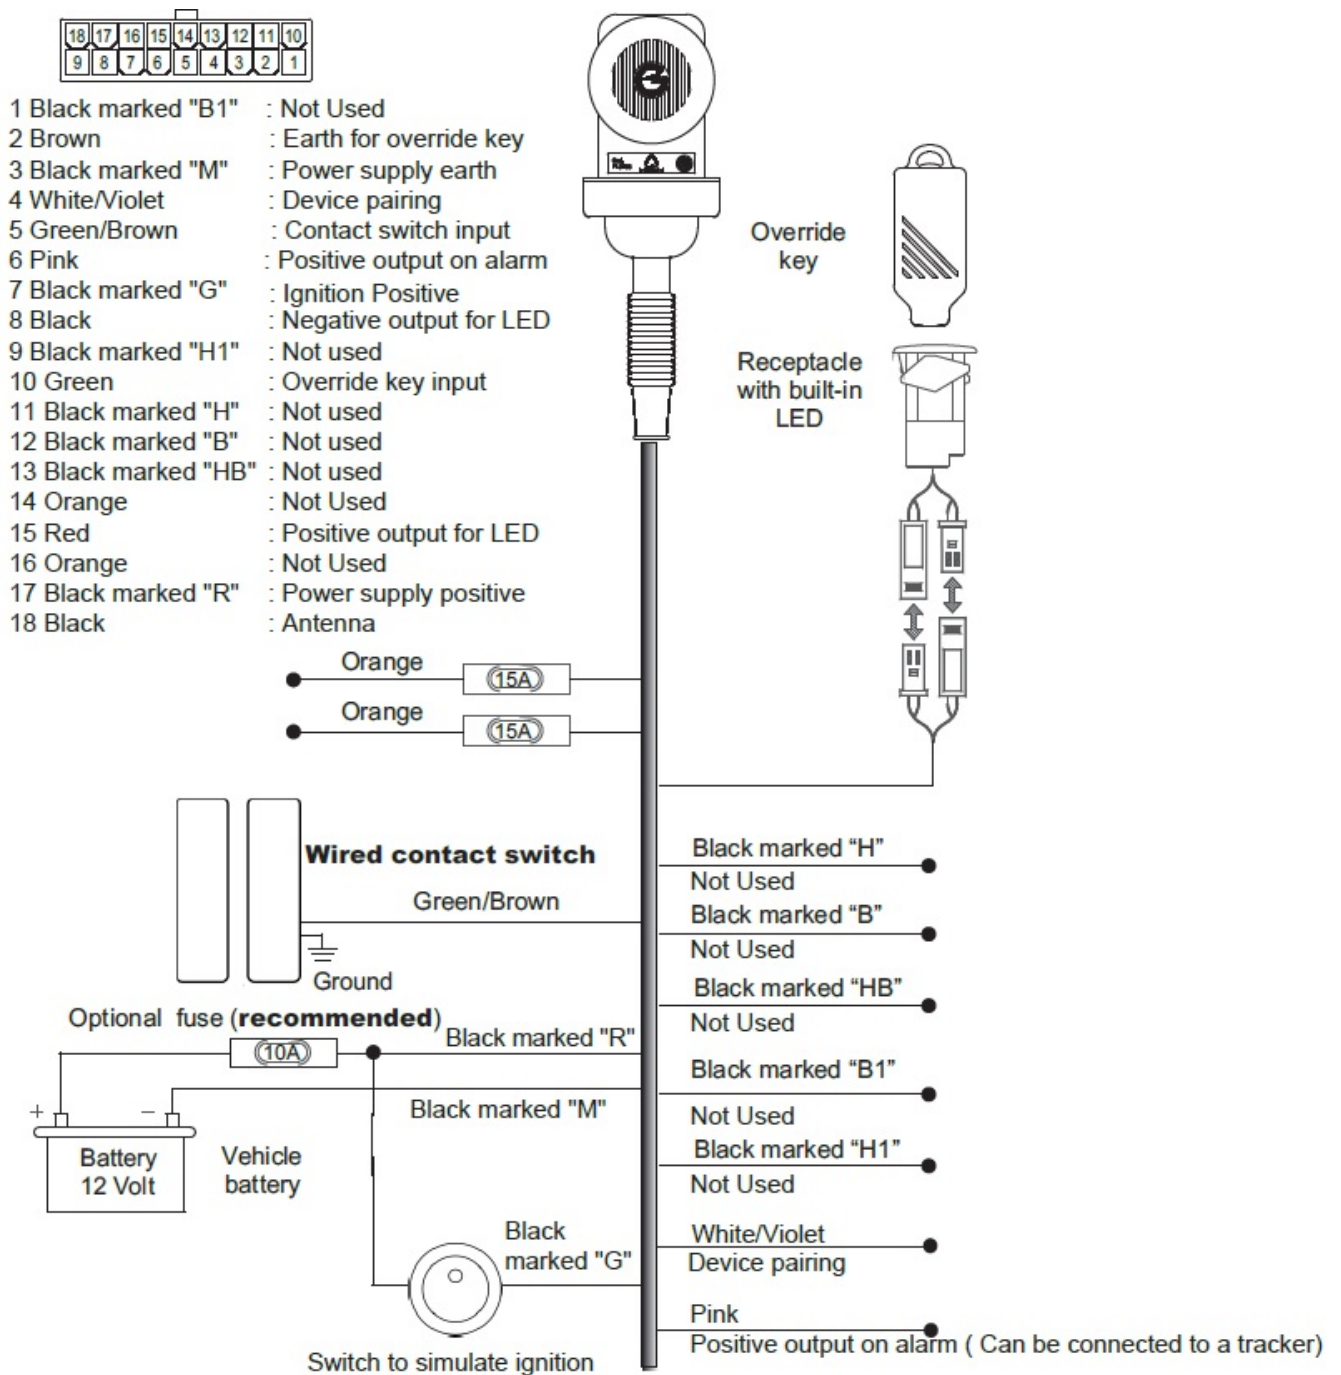 18 17 16 15 14 13 12 11 10
9 8 7 6 5 4 3 2 1
1 Black marked "B1" : Not Used
2 Brown : Earth for override key
3 Black marked "M" : Power supply earth
4 White/Violet : Device pairing
5 Green/Brown : Contact switch input
6 Pink : Positive output on alarm
7 Black marked "G" : Ignition Positive
8 Black : Negative output for LED
9 Black marked "H1" : Not used
10 Green : Override key input
11 Black marked "H" : Not used
12 Black marked "B" : Not used
13 Black marked "HB" : Not used
14 Orange : Not Used
15 Red : Positive output for LED
16 Orange : Not Used
17 Black marked "R" : Power supply positive
18 Black : Antenna
Override
key
Receptacle
with built-in
LED
Orange
15A
Orange
15A
Wired contact switch
Green/Brown
Ground
Optional fuse (recommended)
10A
Black marked "R"
Black marked "M"
+ −
Battery
12 Volt
Vehicle
battery
Black
marked "G"
Switch to simulate ignition
Black marked “H”
Not Used
Black marked “B”
Not Used
Black marked “HB”
Not Used
Black marked “B1”
Not Used
Black marked “H1”
Not Used
White/Violet
Device pairing
Pink
Positive output on alarm ( Can be connected to a tracker)